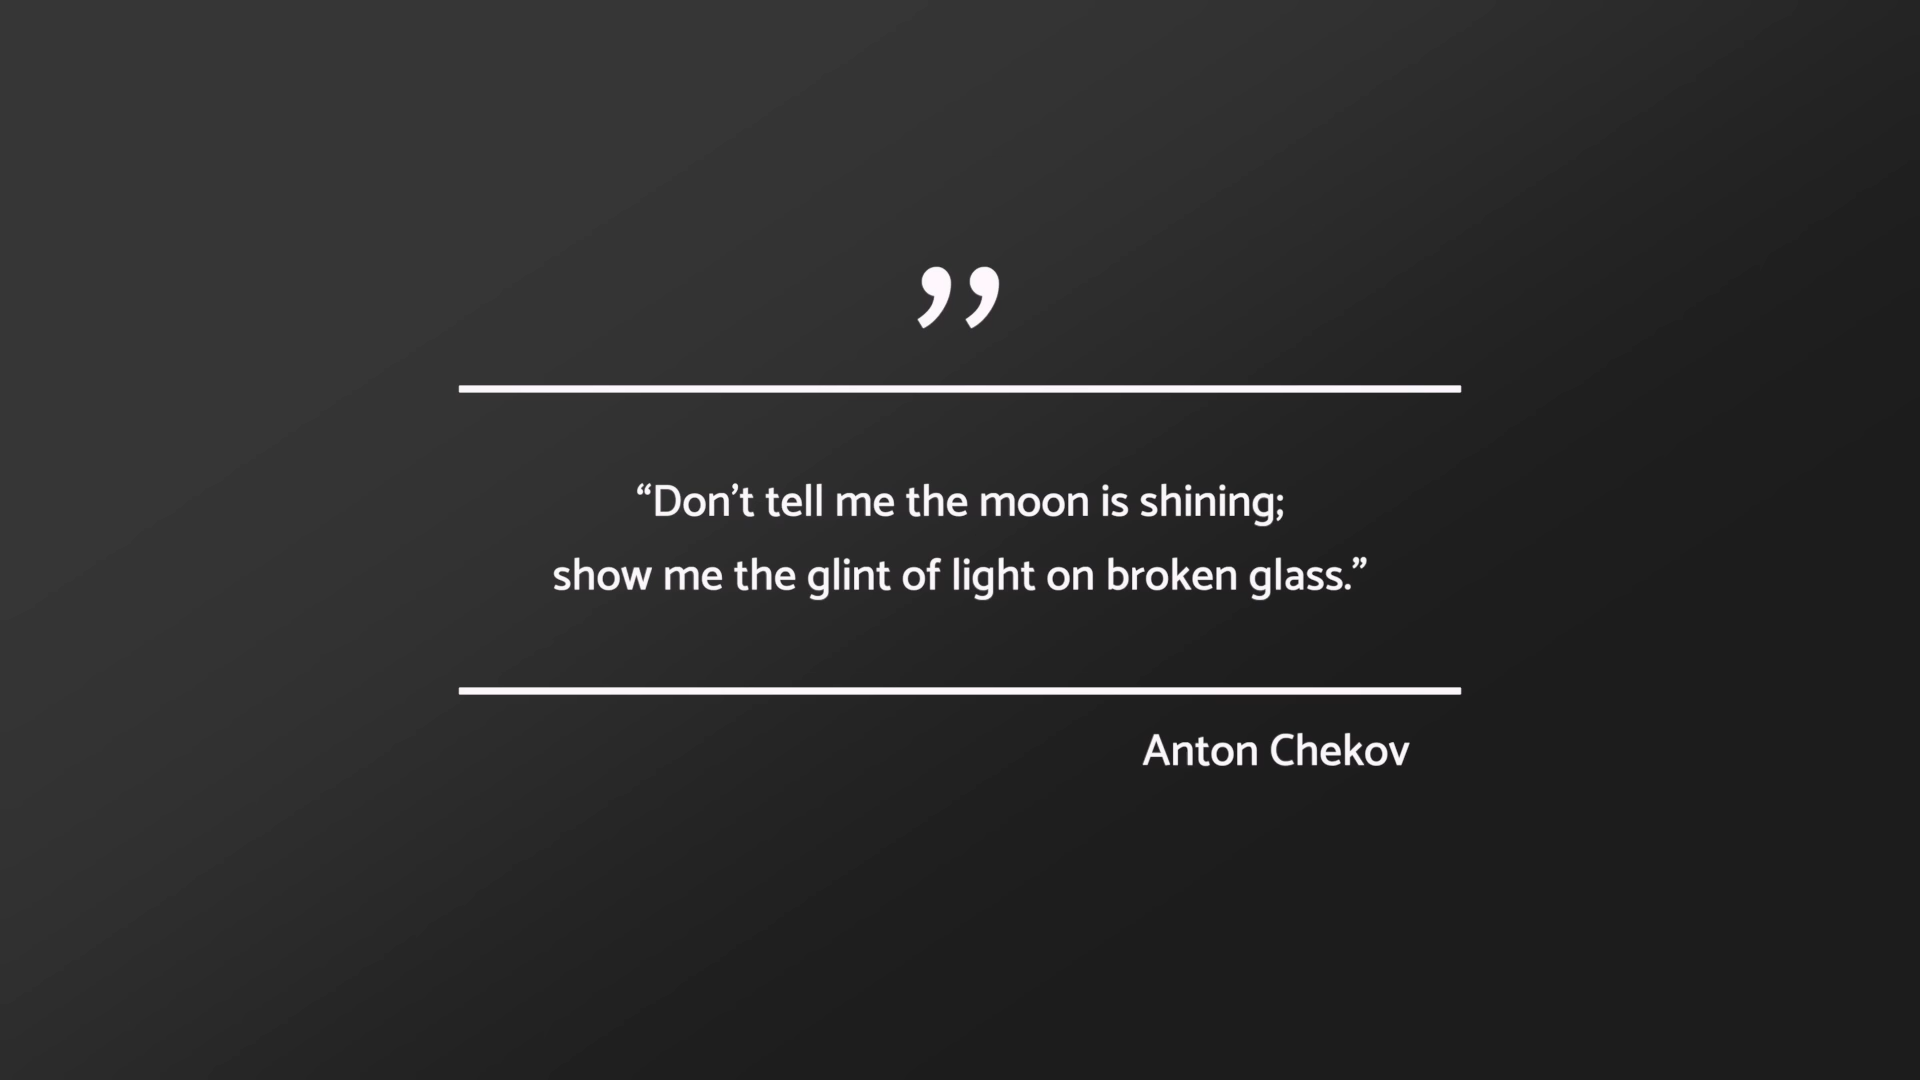 ”
“Don’t tell me the moon is shining;
show me the glint of light on broken glass.”
Anton Chekov